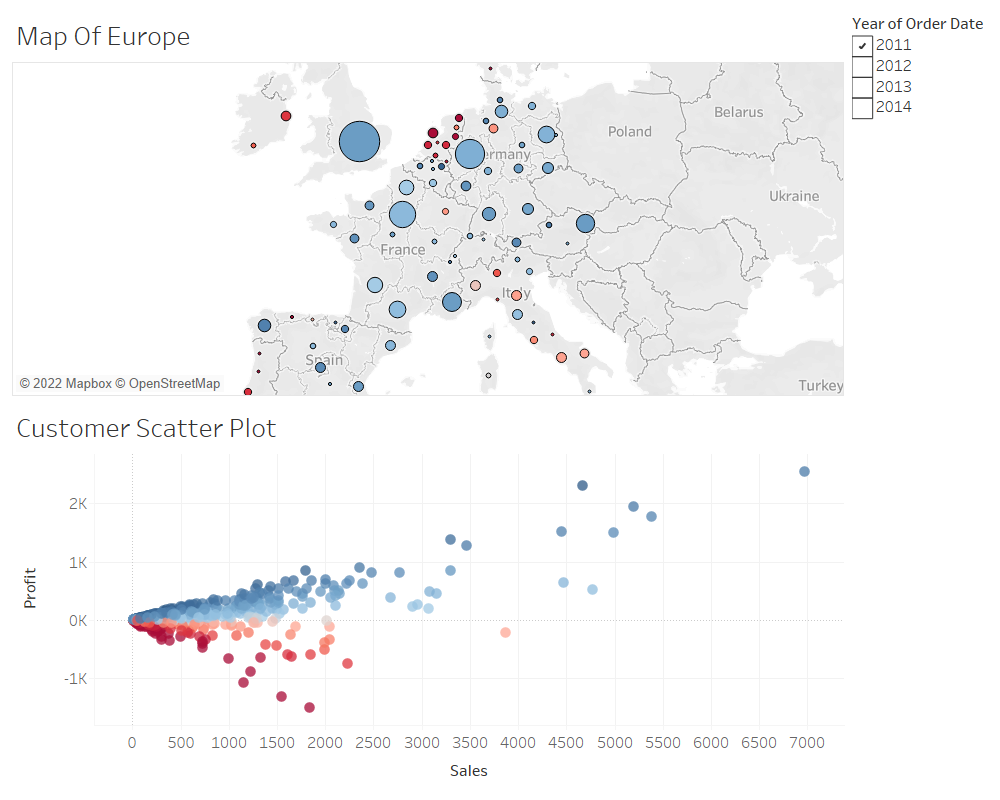 Map Of Europe
Year of Order Date
2011
2012
2013
2014
Belarus
Poland
Germany
Ukraine
France
Italy
Spain
Turkey
© 2022 Mapbox © OpenStreetMap
Customer Scatter Plot
Profit
2K
1K
0K
-1K
0 500 1000 1500 2000 2500 3000 3500 4000 4500 5000 5500 6000 6500 7000
Sales